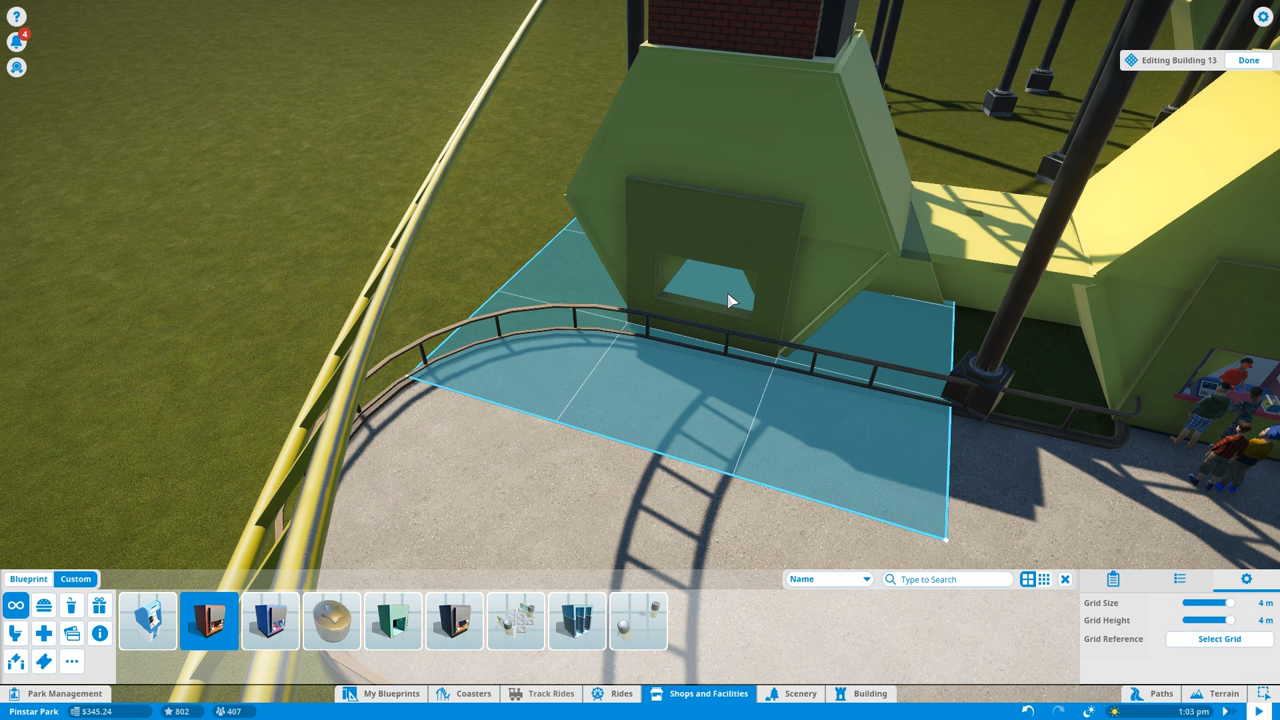 ?
4
Editing Building 13
Done
Blueprint
Custom
Name
Type to Search
Grid Size
4 m
Grid Height
4 m
Grid Reference
Select Grid
Park Management
My Blueprints
Coasters
Track Rides
Rides
Shops and Facilities
Scenery
Building
Paths
Terrain
Pinstar Park
$345.24
802
407
1:03 pm